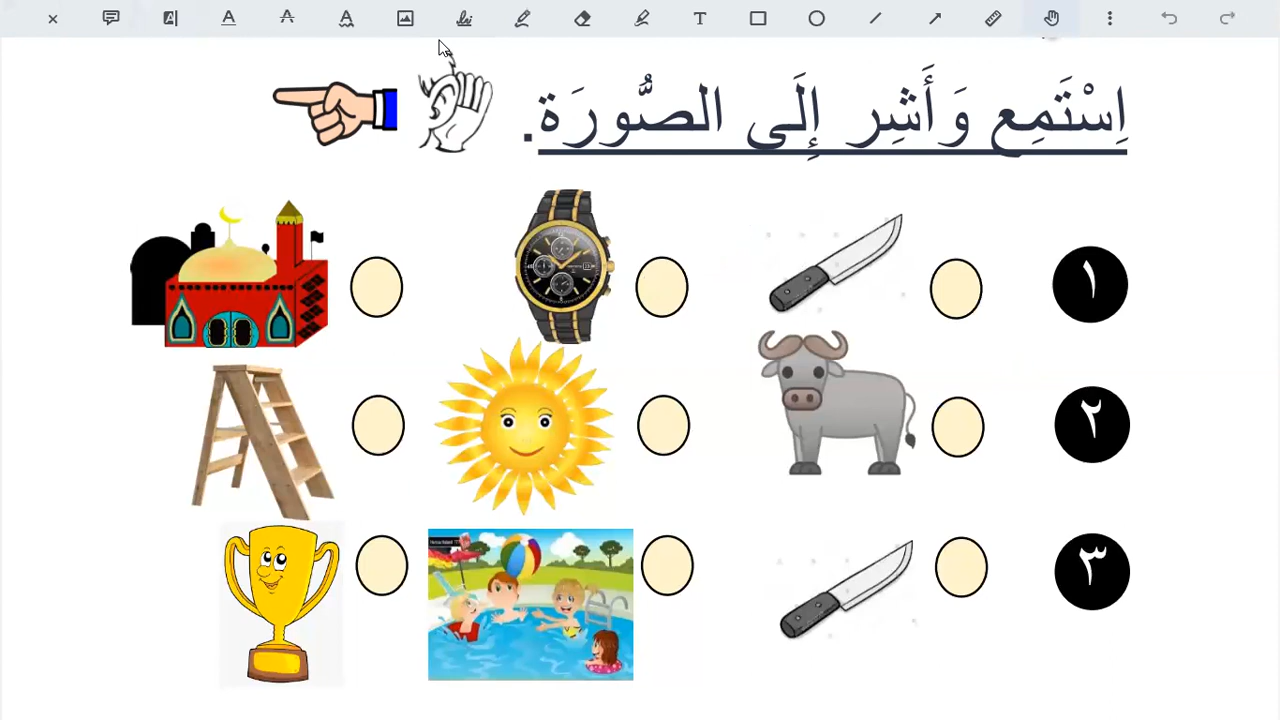 اِسْتَمِع وَأَشِر إِلَى الصُّورَة.
١
٢
٣